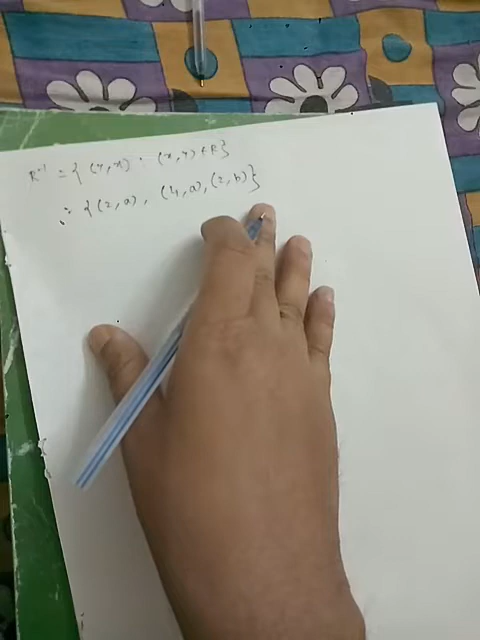 R⁻¹ = { (y, x) : (x, y) ∈ R}
∴ {(2, a), (4, a), (2, b)}